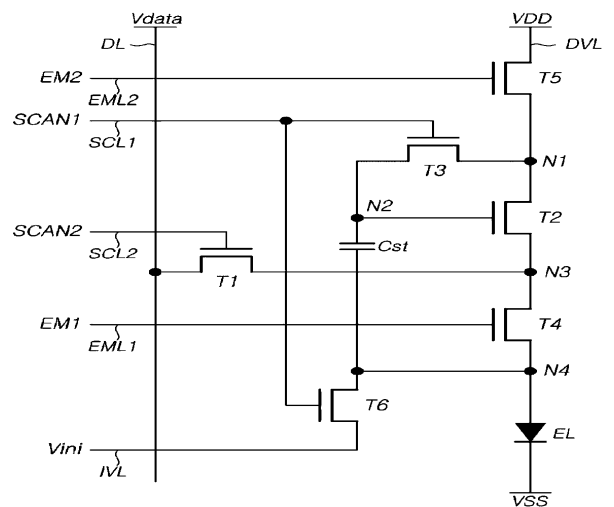 Vdata
VDD
DL
DVL
EM2
T5
EML2
SCAN1
SCL1
T3
N1
N2
T2
SCAN2
Cst
SCL2
T1
N3
EM1
T4
EML1
N4
T6
EL
Vini
IVL
VSS